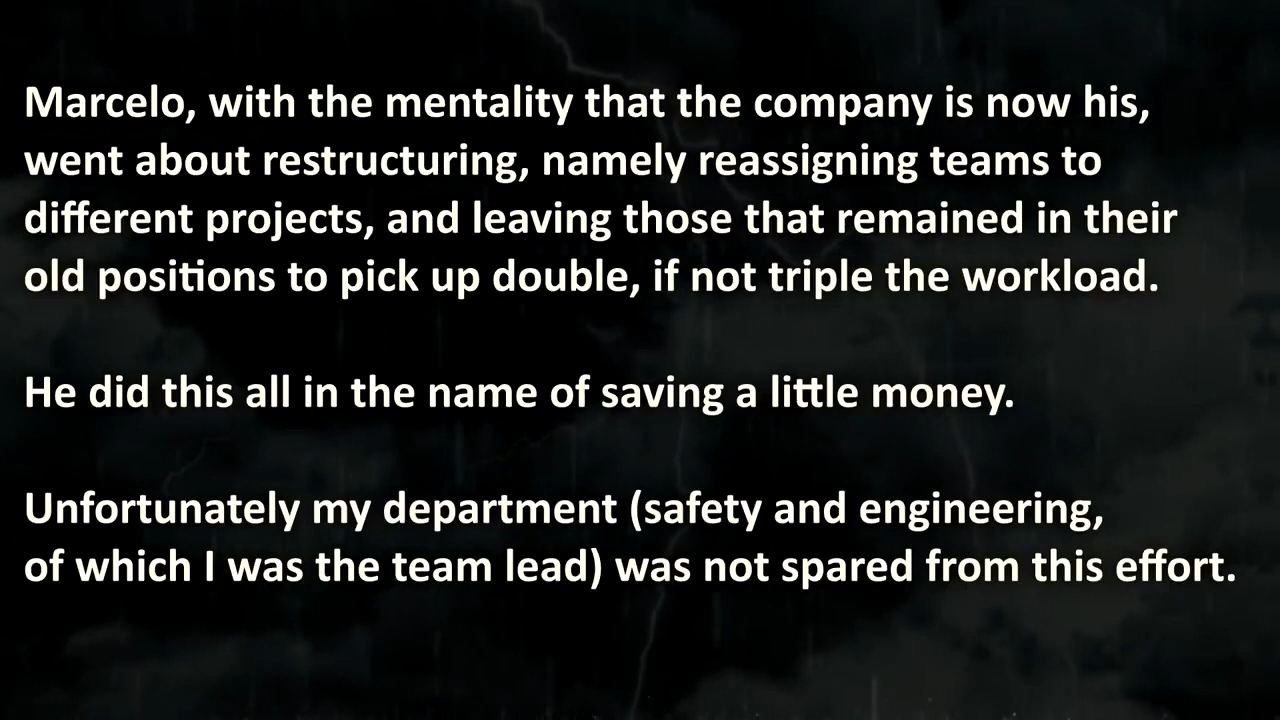 Marcelo, with the mentality that the company is now his,
went about restructuring, namely reassigning teams to
different projects, and leaving those that remained in their
old positions to pick up double, if not triple the workload.
He did this all in the name of saving a little money.
Unfortunately my department (safety and engineering,
of which I was the team lead) was not spared from this effort.